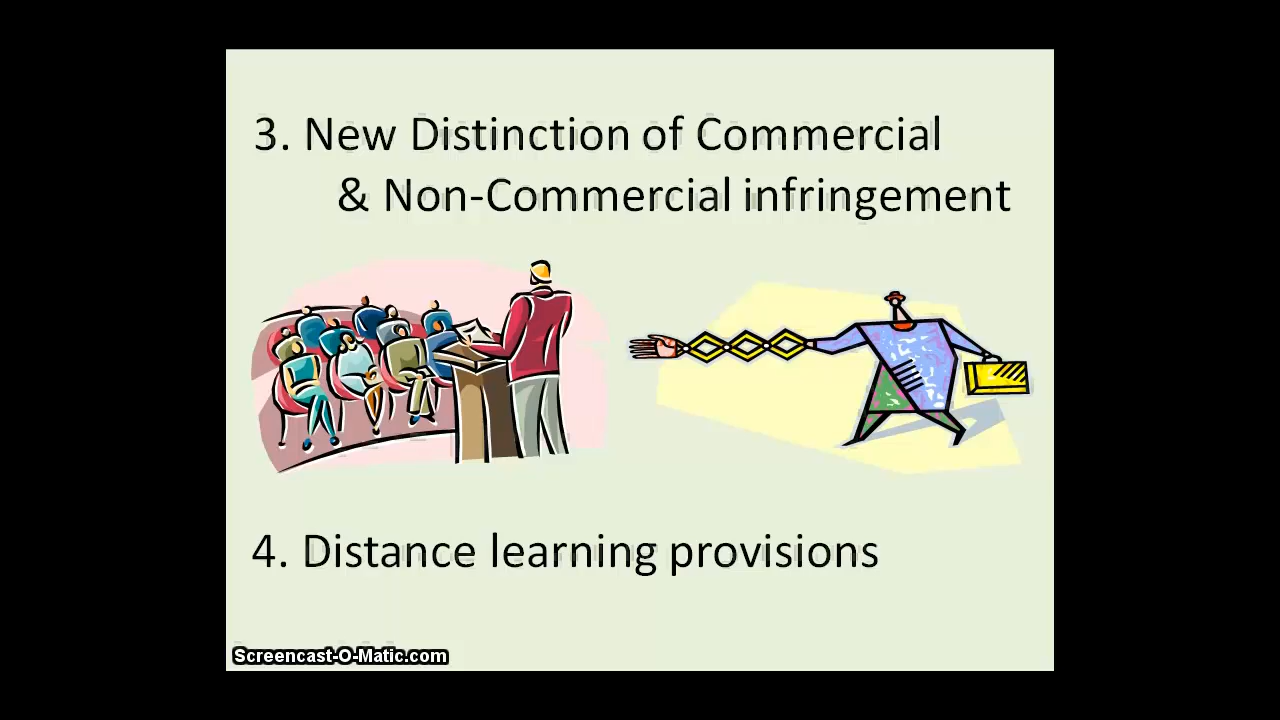 3. New Distinction of Commercial
& Non-Commercial infringement
4. Distance learning provisions
Screencast-O-Matic.com